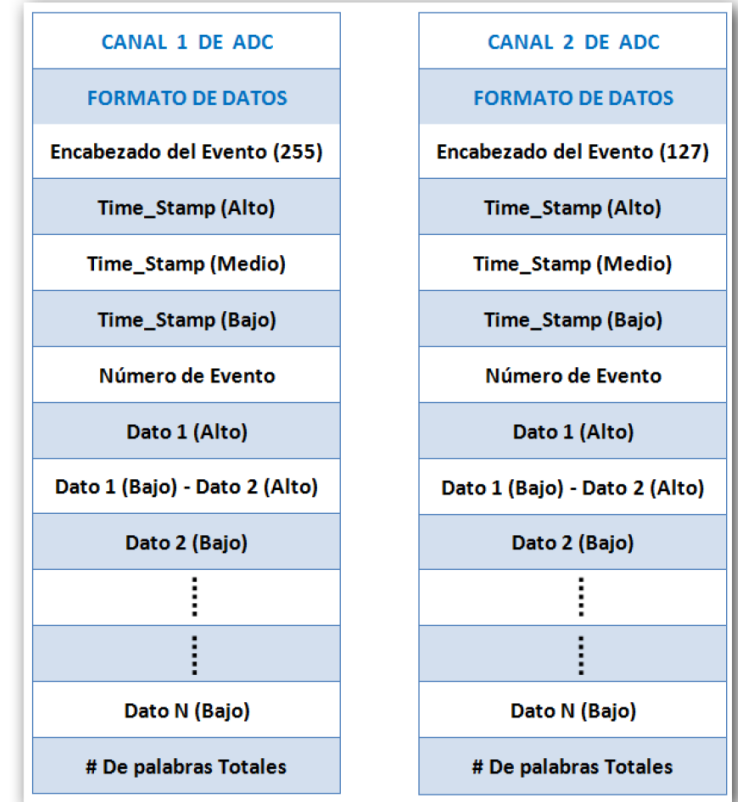 CANAL 1 DE ADC
FORMATO DE DATOS
Encabezado del Evento (255)
Time_Stamp (Alto)
Time_Stamp (Medio)
Time_Stamp (Bajo)
Número de Evento
Dato 1 (Alto)
Dato 1 (Bajo) - Dato 2 (Alto)
Dato 2 (Bajo)
Dato N (Bajo)
# De palabras Totales
CANAL 2 DE ADC
FORMATO DE DATOS
Encabezado del Evento (127)
Time_Stamp (Alto)
Time_Stamp (Medio)
Time_Stamp (Bajo)
Número de Evento
Dato 1 (Alto)
Dato 1 (Bajo) - Dato 2 (Alto)
Dato 2 (Bajo)
Dato N (Bajo)
# De palabras Totales